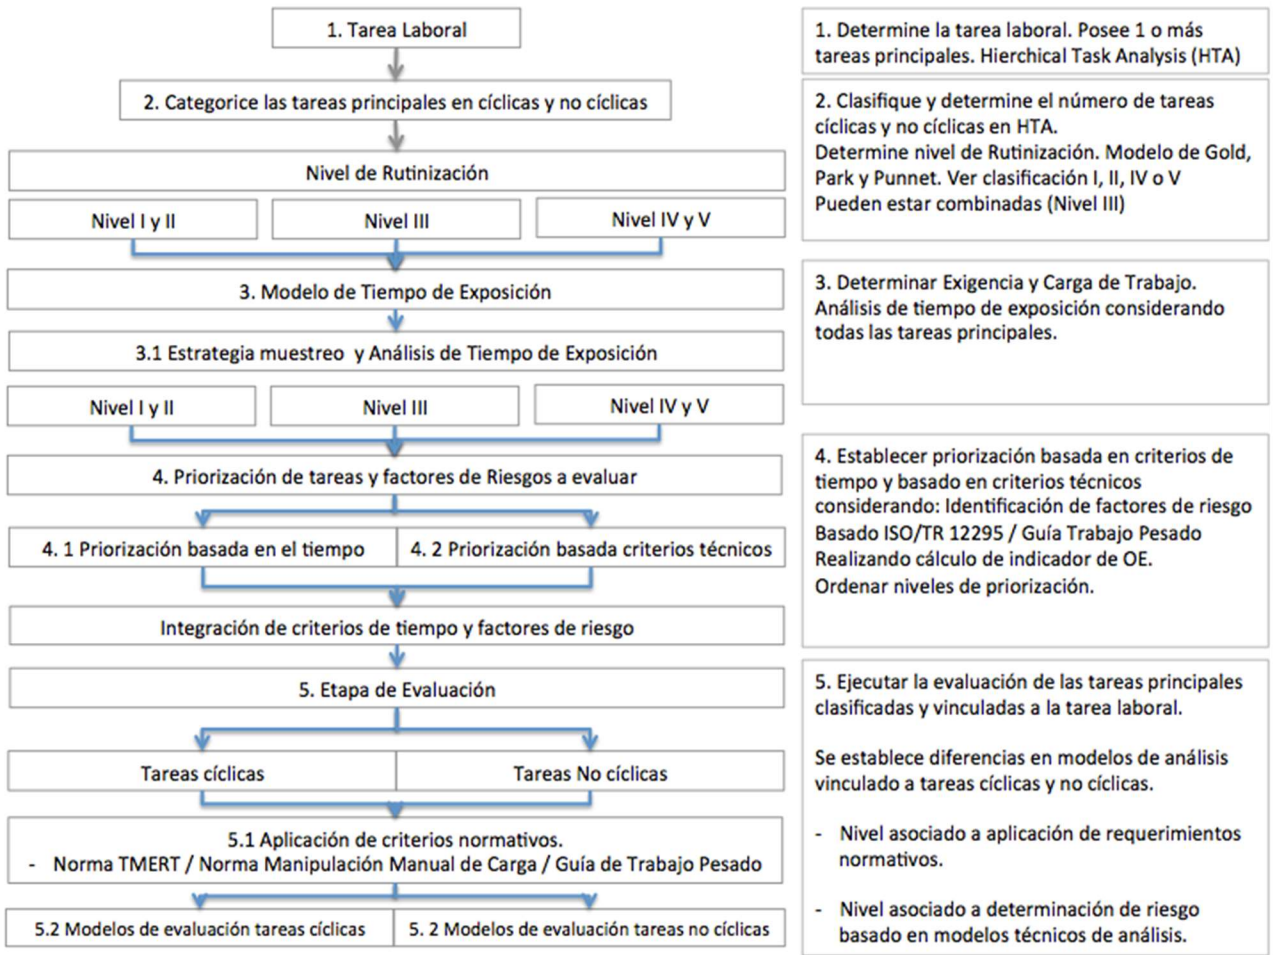 1. Tarea Laboral
2. Categorice las tareas principales en cíclicas y no cíclicas
Nivel de Rutinización
Nivel I y II
Nivel III
Nivel IV y V
3. Modelo de Tiempo de Exposición
3.1 Estrategia muestreo y Análisis de Tiempo de Exposición
Nivel I y II
Nivel III
Nivel IV y V
4. Priorización de tareas y factores de Riesgos a evaluar
4. 1 Priorización basada en el tiempo
4. 2 Priorización basada criterios técnicos
Integración de criterios de tiempo y factores de riesgo
5. Etapa de Evaluación
Tareas cíclicas
Tareas No cíclicas
5.1 Aplicación de criterios normativos.
- Norma TMERT / Norma Manipulación Manual de Carga / Guía de Trabajo Pesado
5.2 Modelos de evaluación tareas cíclicas
5. 2 Modelos de evaluación tareas no cíclicas
1. Determine la tarea laboral. Posee 1 o más
tareas principales. Hierchical Task Analysis (HTA)
2. Clasifique y determine el número de tareas
cíclicas y no cíclicas en HTA.
Determine nivel de Rutinización. Modelo de Gold,
Park y Punnet. Ver clasificación I, II, IV o V
Pueden estar combinadas (Nivel III)
3. Determinar Exigencia y Carga de Trabajo.
Análisis de tiempo de exposición considerando
todas las tareas principales.
4. Establecer priorización basada en criterios de
tiempo y basado en criterios técnicos
considerando: Identificación de factores de riesgo
Basado ISO/TR 12295 / Guía Trabajo Pesado
Realizando cálculo de indicador de OE.
Ordenar niveles de priorización.
5. Ejecutar la evaluación de las tareas principales
clasificadas y vinculadas a la tarea laboral.
Se establece diferencias en modelos de análisis
vinculado a tareas cíclicas y no cíclicas.
- Nivel asociado a aplicación de requerimientos
normativos.
- Nivel asociado a determinación de riesgo
basado en modelos técnicos de análisis.